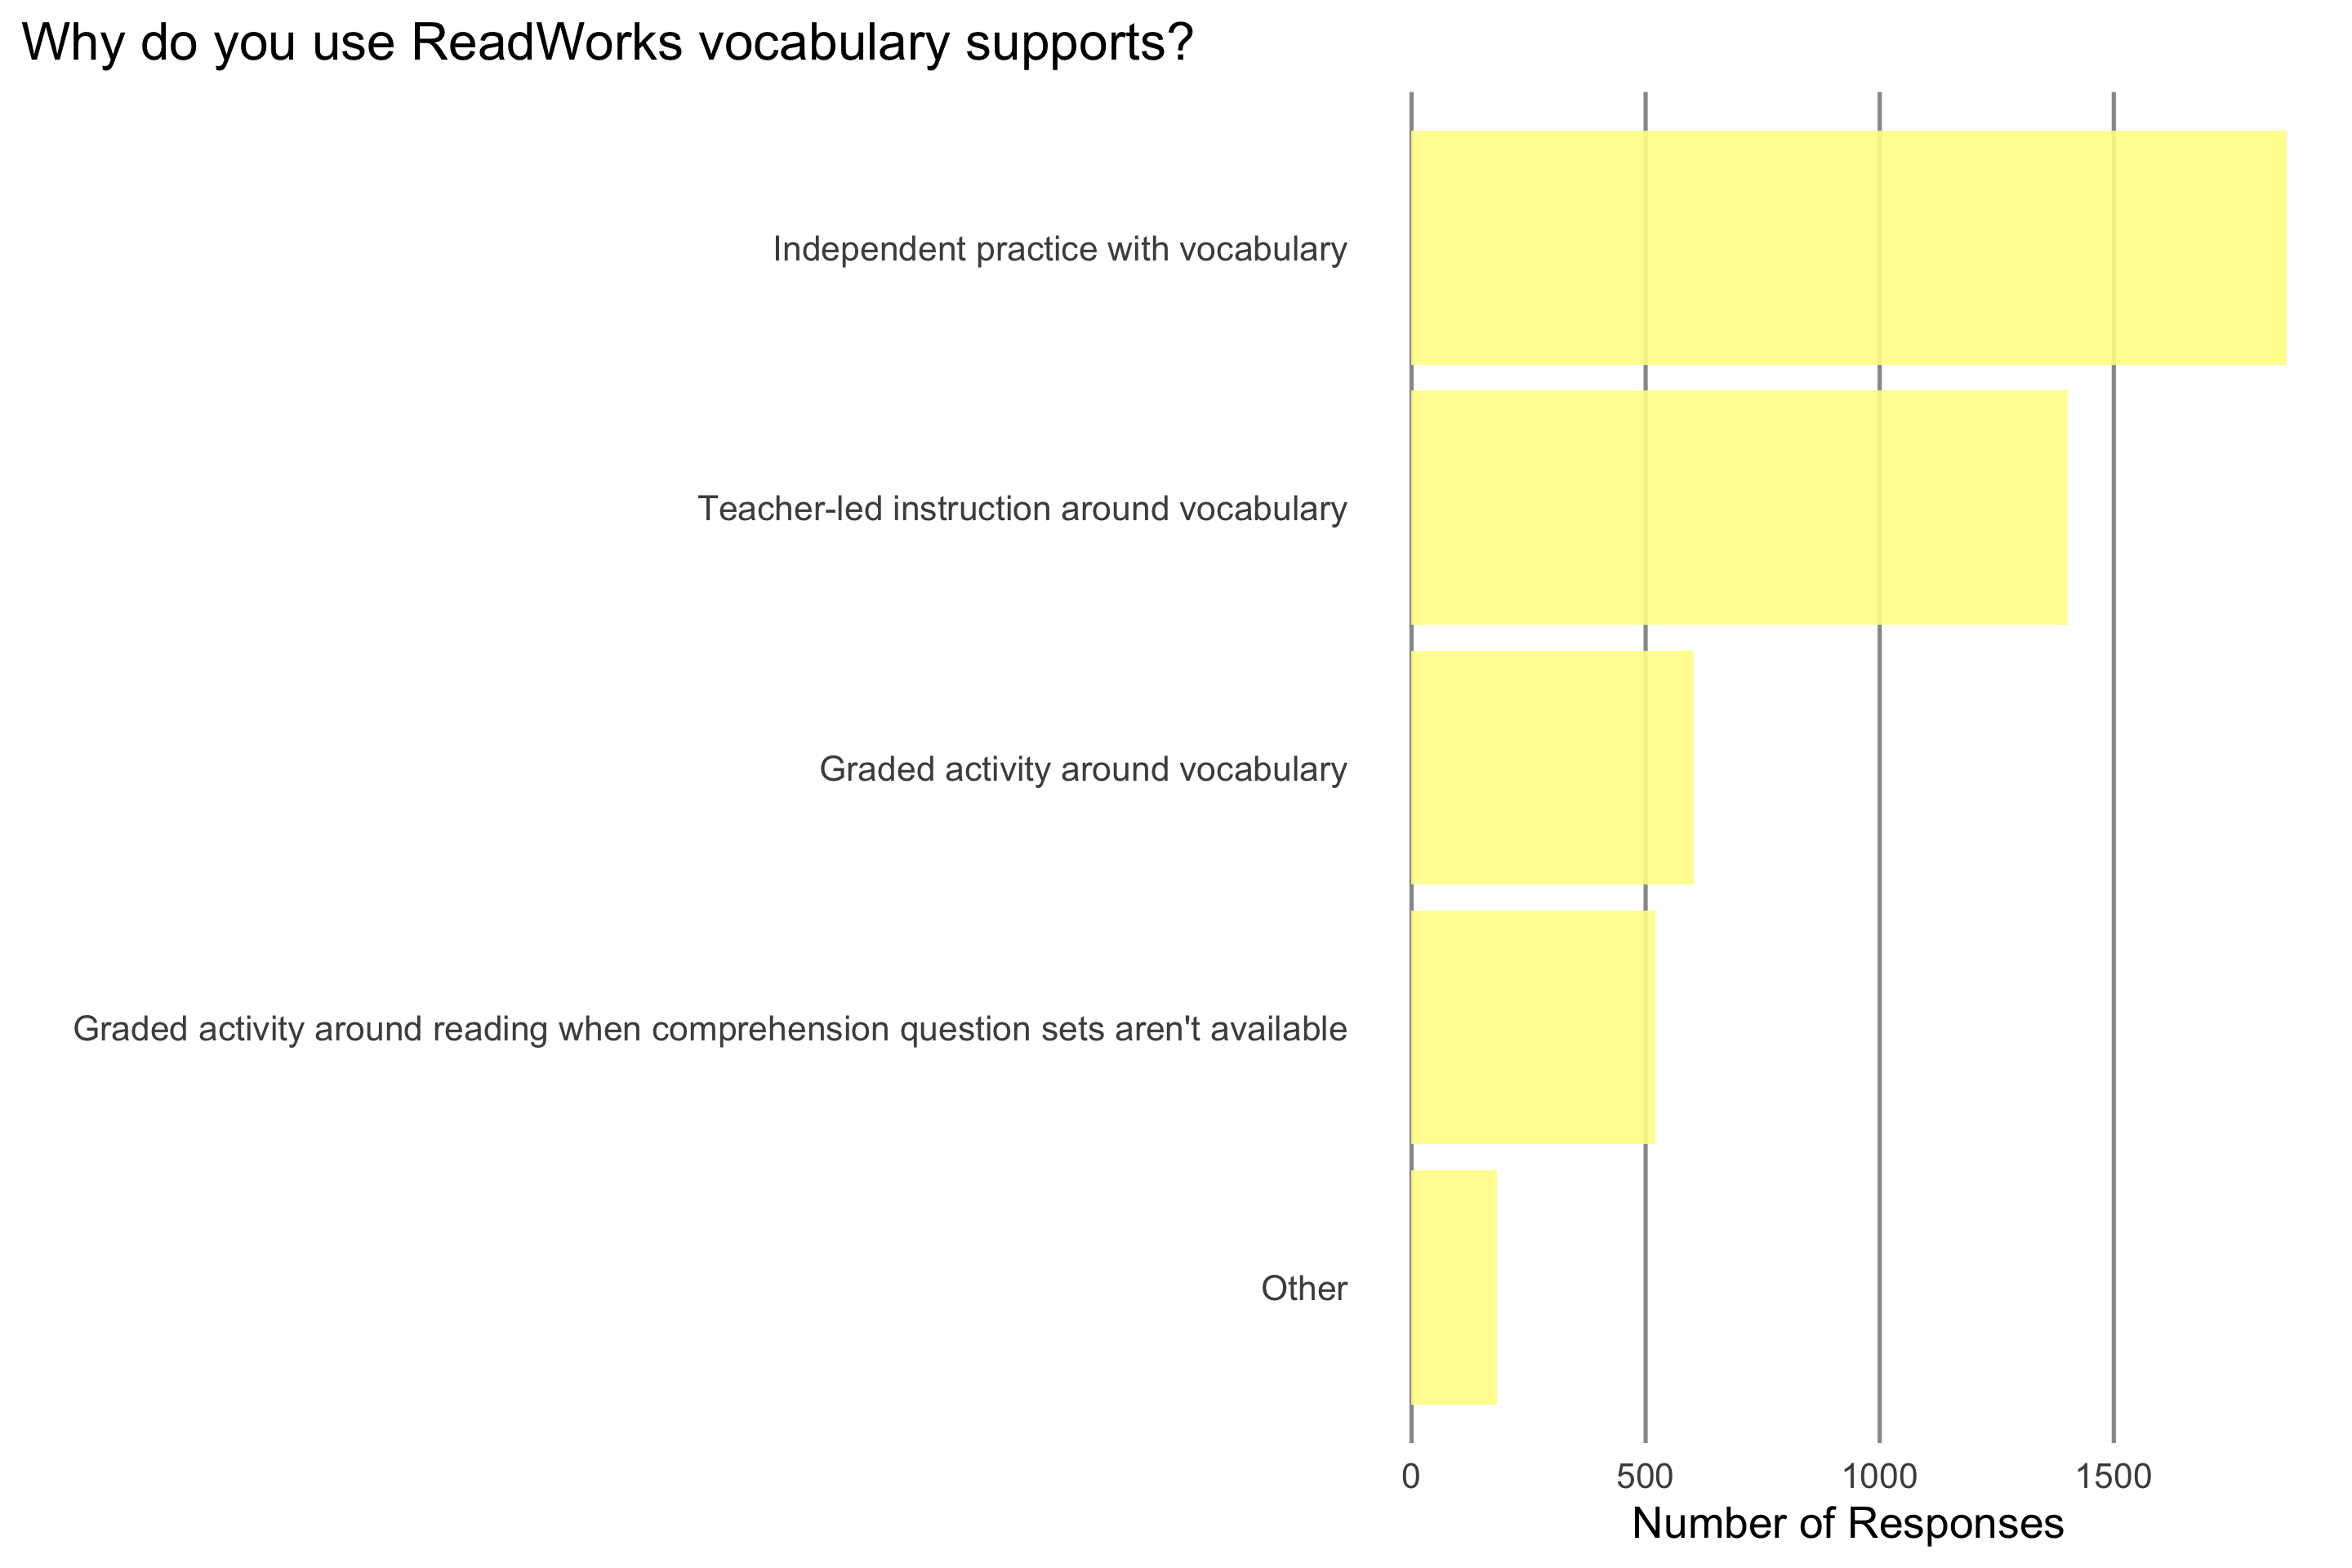 Why do you use ReadWorks vocabulary supports?
Independent practice with vocabulary
Teacher-led instruction around vocabulary
Graded activity around vocabulary
Graded activity around reading when comprehension question sets aren't available
Other
0 500 1000 1500
Number of Responses